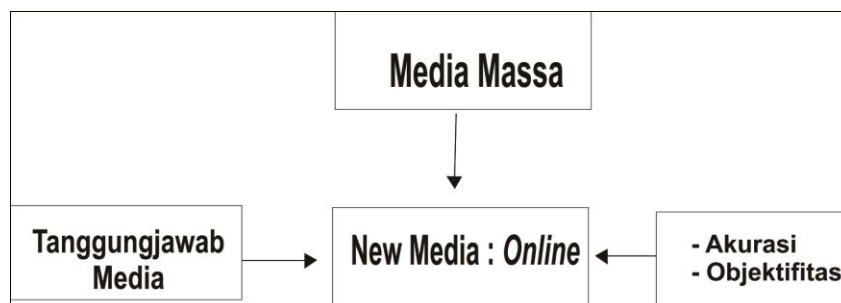 Media Massa
Tanggungjawab
Media
New Media : Online
- Akurasi
- Objektifitas